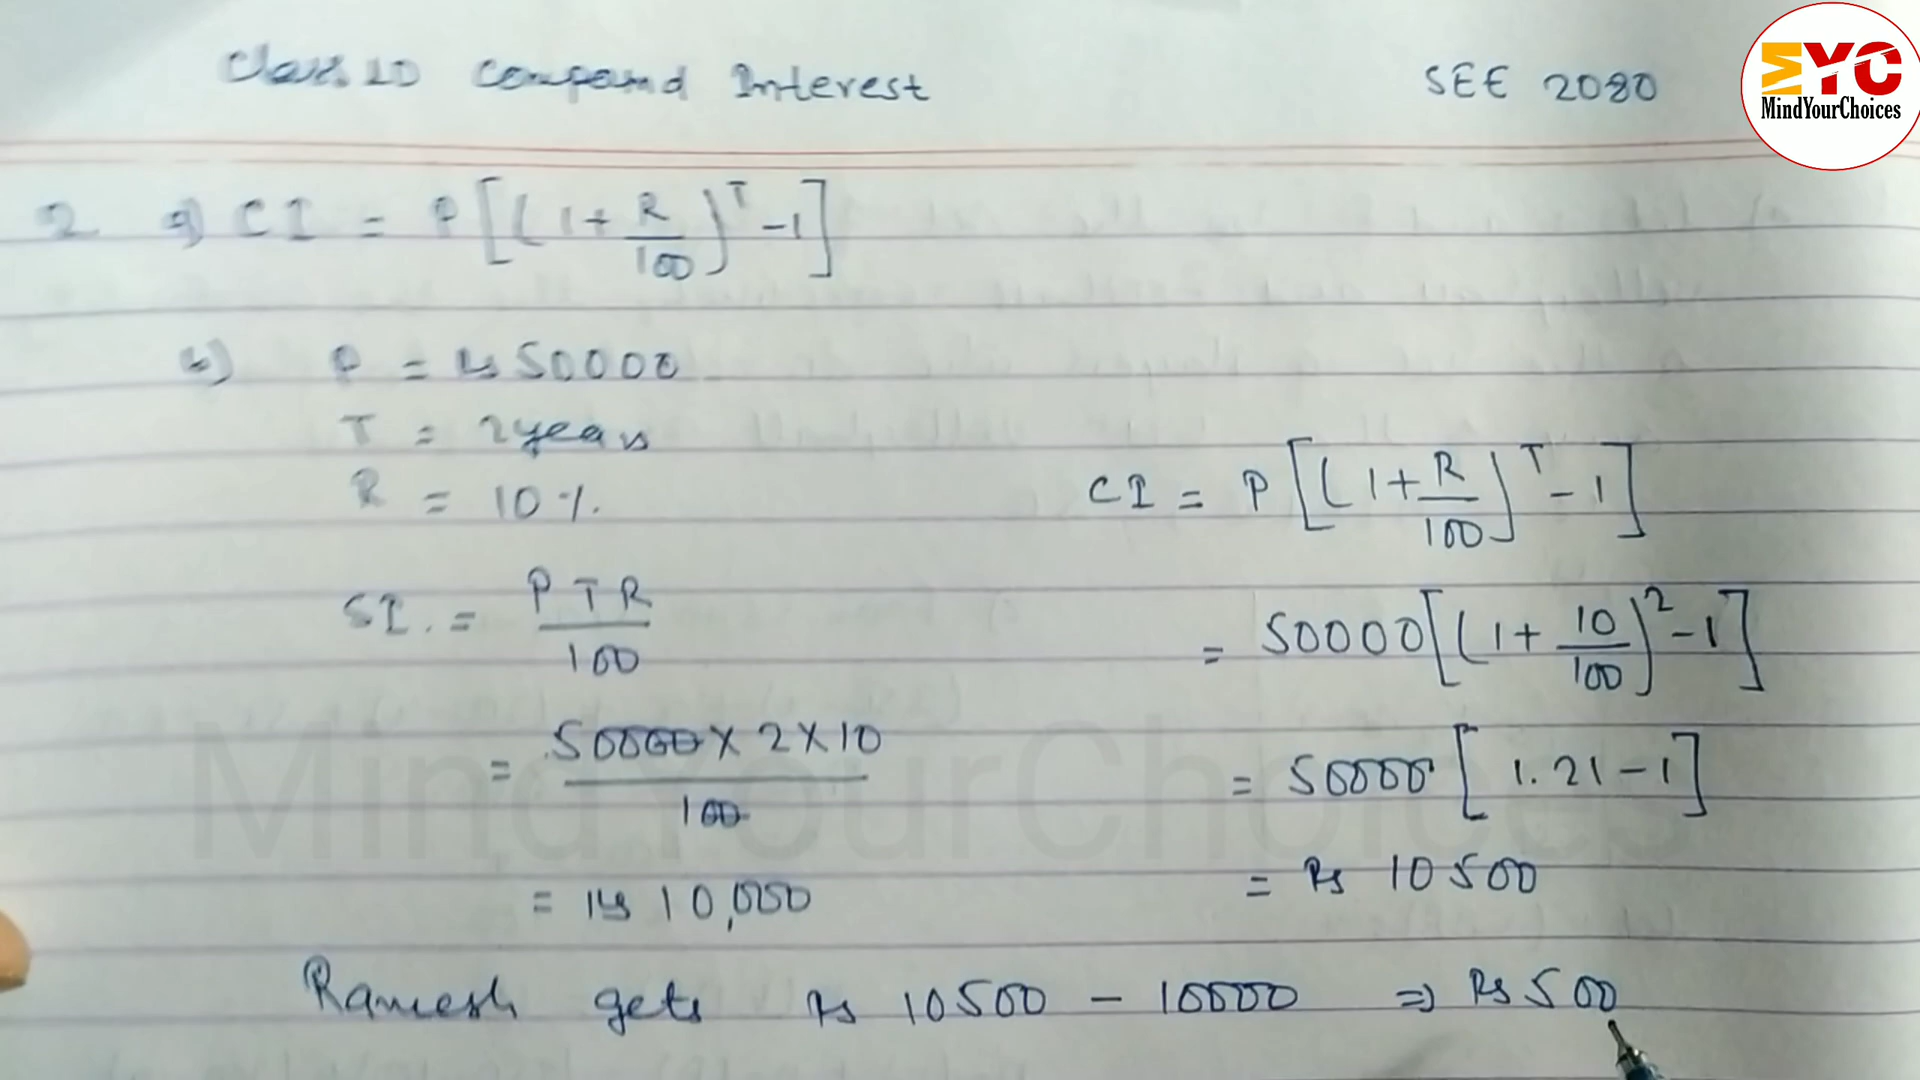 Class 10 Compound Interest SEE 2080
MYC
MindYourChoices
2 a) CI = P[(1+R/100)^T -1]
b) P = Rs 50000
T = 2 years
R = 10 %.
SI. = PTR/100
= 50000 X 2 X 10/100
= Rs 10,000
CI = P[(1+R/100)^T -1]
= 50000[(1+10/100)^2 -1]
= 50000[1.21-1]
= Rs 10500
Ramesh gets Rs 10500 - 10000 => Rs 500
MindYourChoices